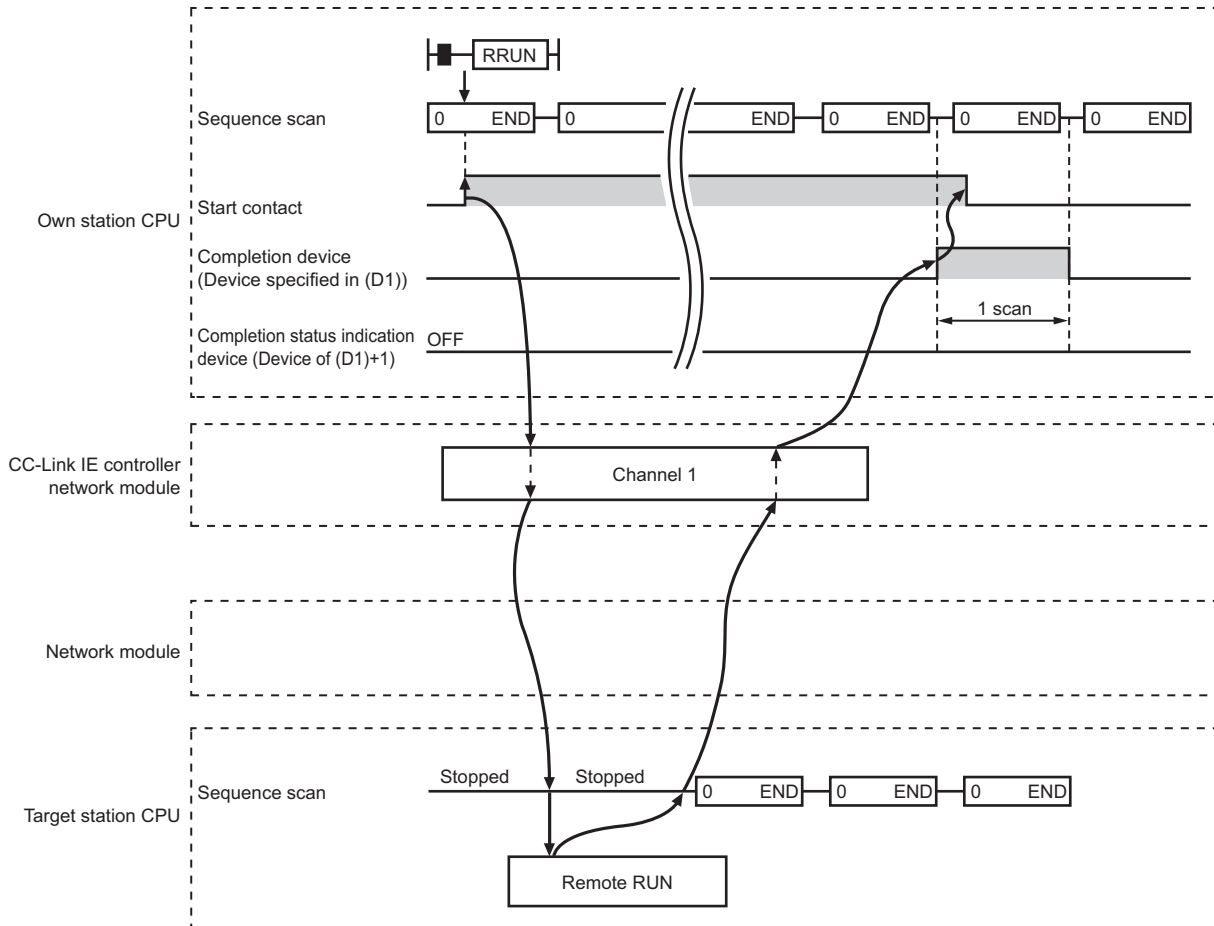 RRUN
Sequence scan
0 END 0 END 0 END 0 END 0 END
Own station CPU
Start contact
Completion device
(Device specified in (D1))
1 scan
Completion status indication
device (Device of (D1)+1)
OFF
CC-Link IE controller
network module
Channel 1
Network module
Target station CPU
Sequence scan
Stopped Stopped
0 END 0 END 0 END
Remote RUN